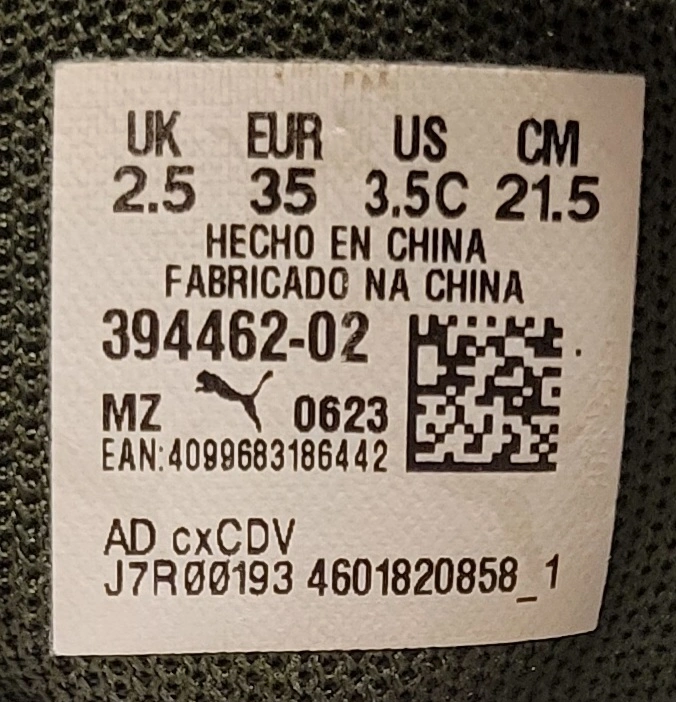 UK EUR US CM
2.5 35 3.5C 21.5
HECHO EN CHINA
FABRICADO NA CHINA
394462-02
MZ 0623
EAN:4099683186442
AD cxCDV
J7R00193 4601820858_1